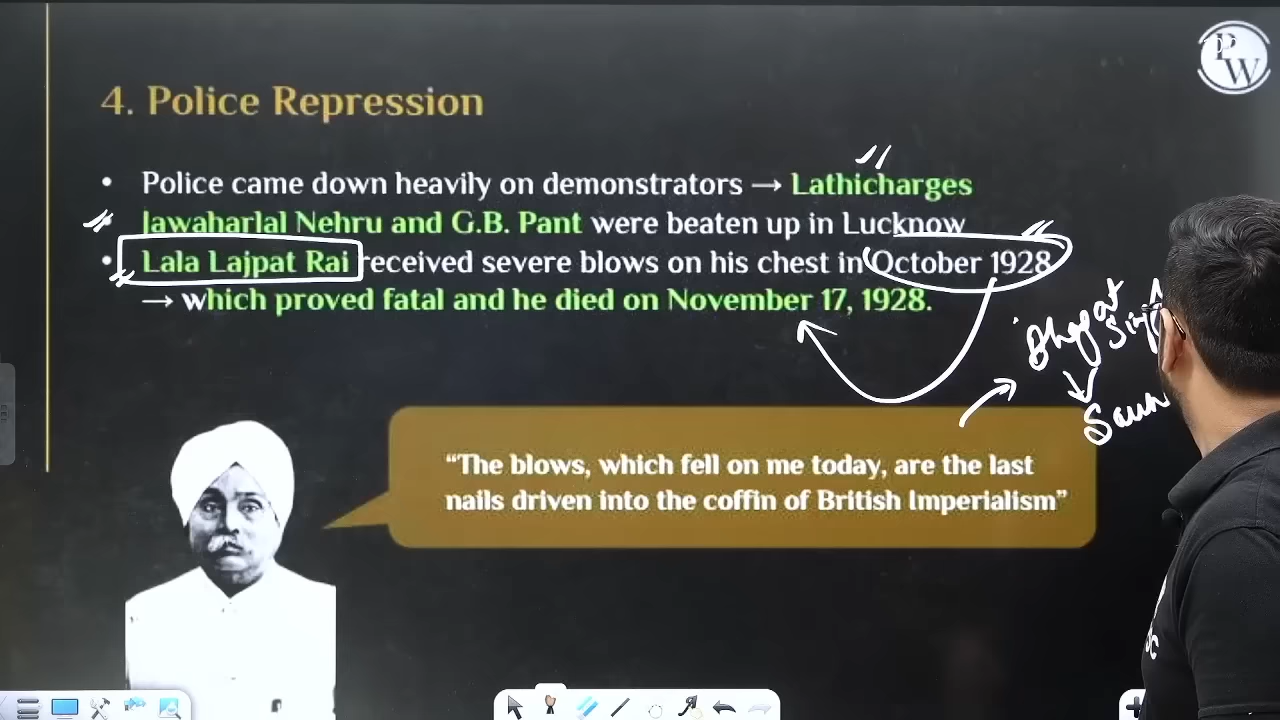 PW
4. Police Repression
• Police came down heavily on demonstrators → Lathicharges
Jawaharlal Nehru and G.B. Pant were beaten up in Lucknow
• Lala Lajpat Rai received severe blows on his chest in October 1928
→ which proved fatal and he died on November 17, 1928.
Bhagat
Singh
Saun
“The blows, which fell on me today, are the last
nails driven into the coffin of British Imperialism”